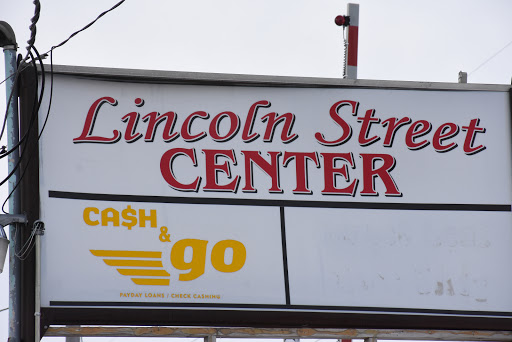 Lincoln Street
CENTER
CA$H
&
go
PAYDAY LOANS / CHECK CASHING